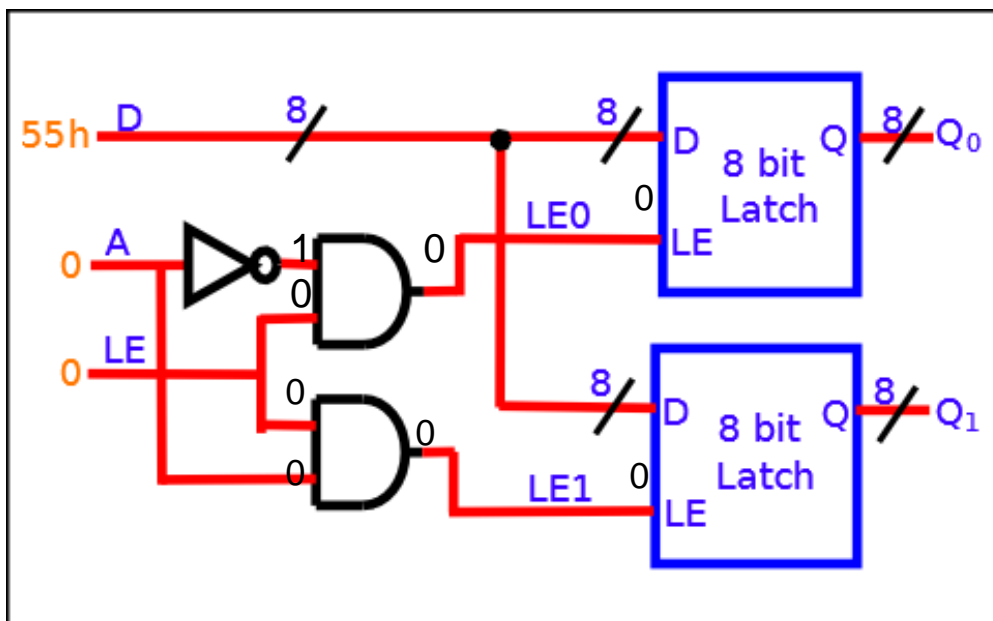 55h D 8 8 D Q 8 Q₀
8 bit
Latch
0
A 0 1 0 LE0 LE
0
LE 0
0 0
8 D Q 8 Q₁
8 bit
Latch
0 0
LE1 LE